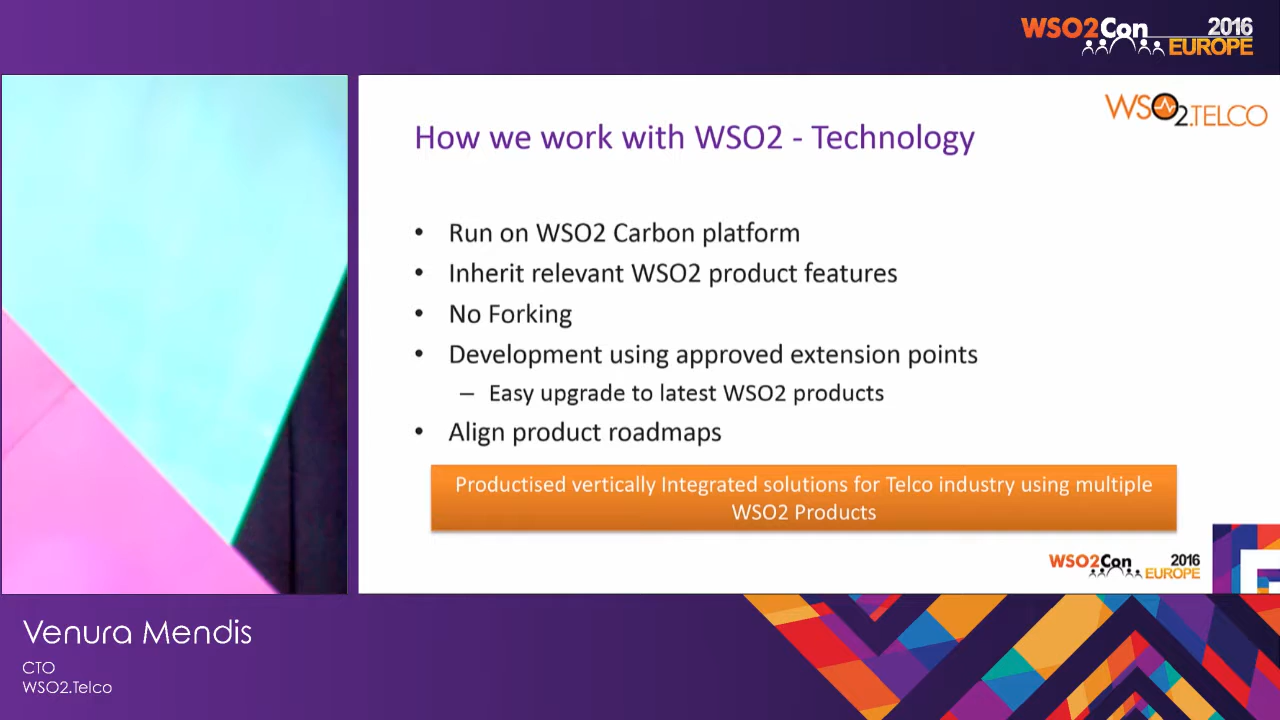 WSO2Con 2016
EUROPE
WSO2.TELCO
How we work with WSO2 - Technology
• Run on WSO2 Carbon platform
• Inherit relevant WSO2 product features
• No Forking
• Development using approved extension points
– Easy upgrade to latest WSO2 products
• Align product roadmaps
Productised vertically Integrated solutions for Telco industry using multiple
WSO2 Products
WSO2Con 2016
EUROPE
Venura Mendis
CTO
WSO2.Telco